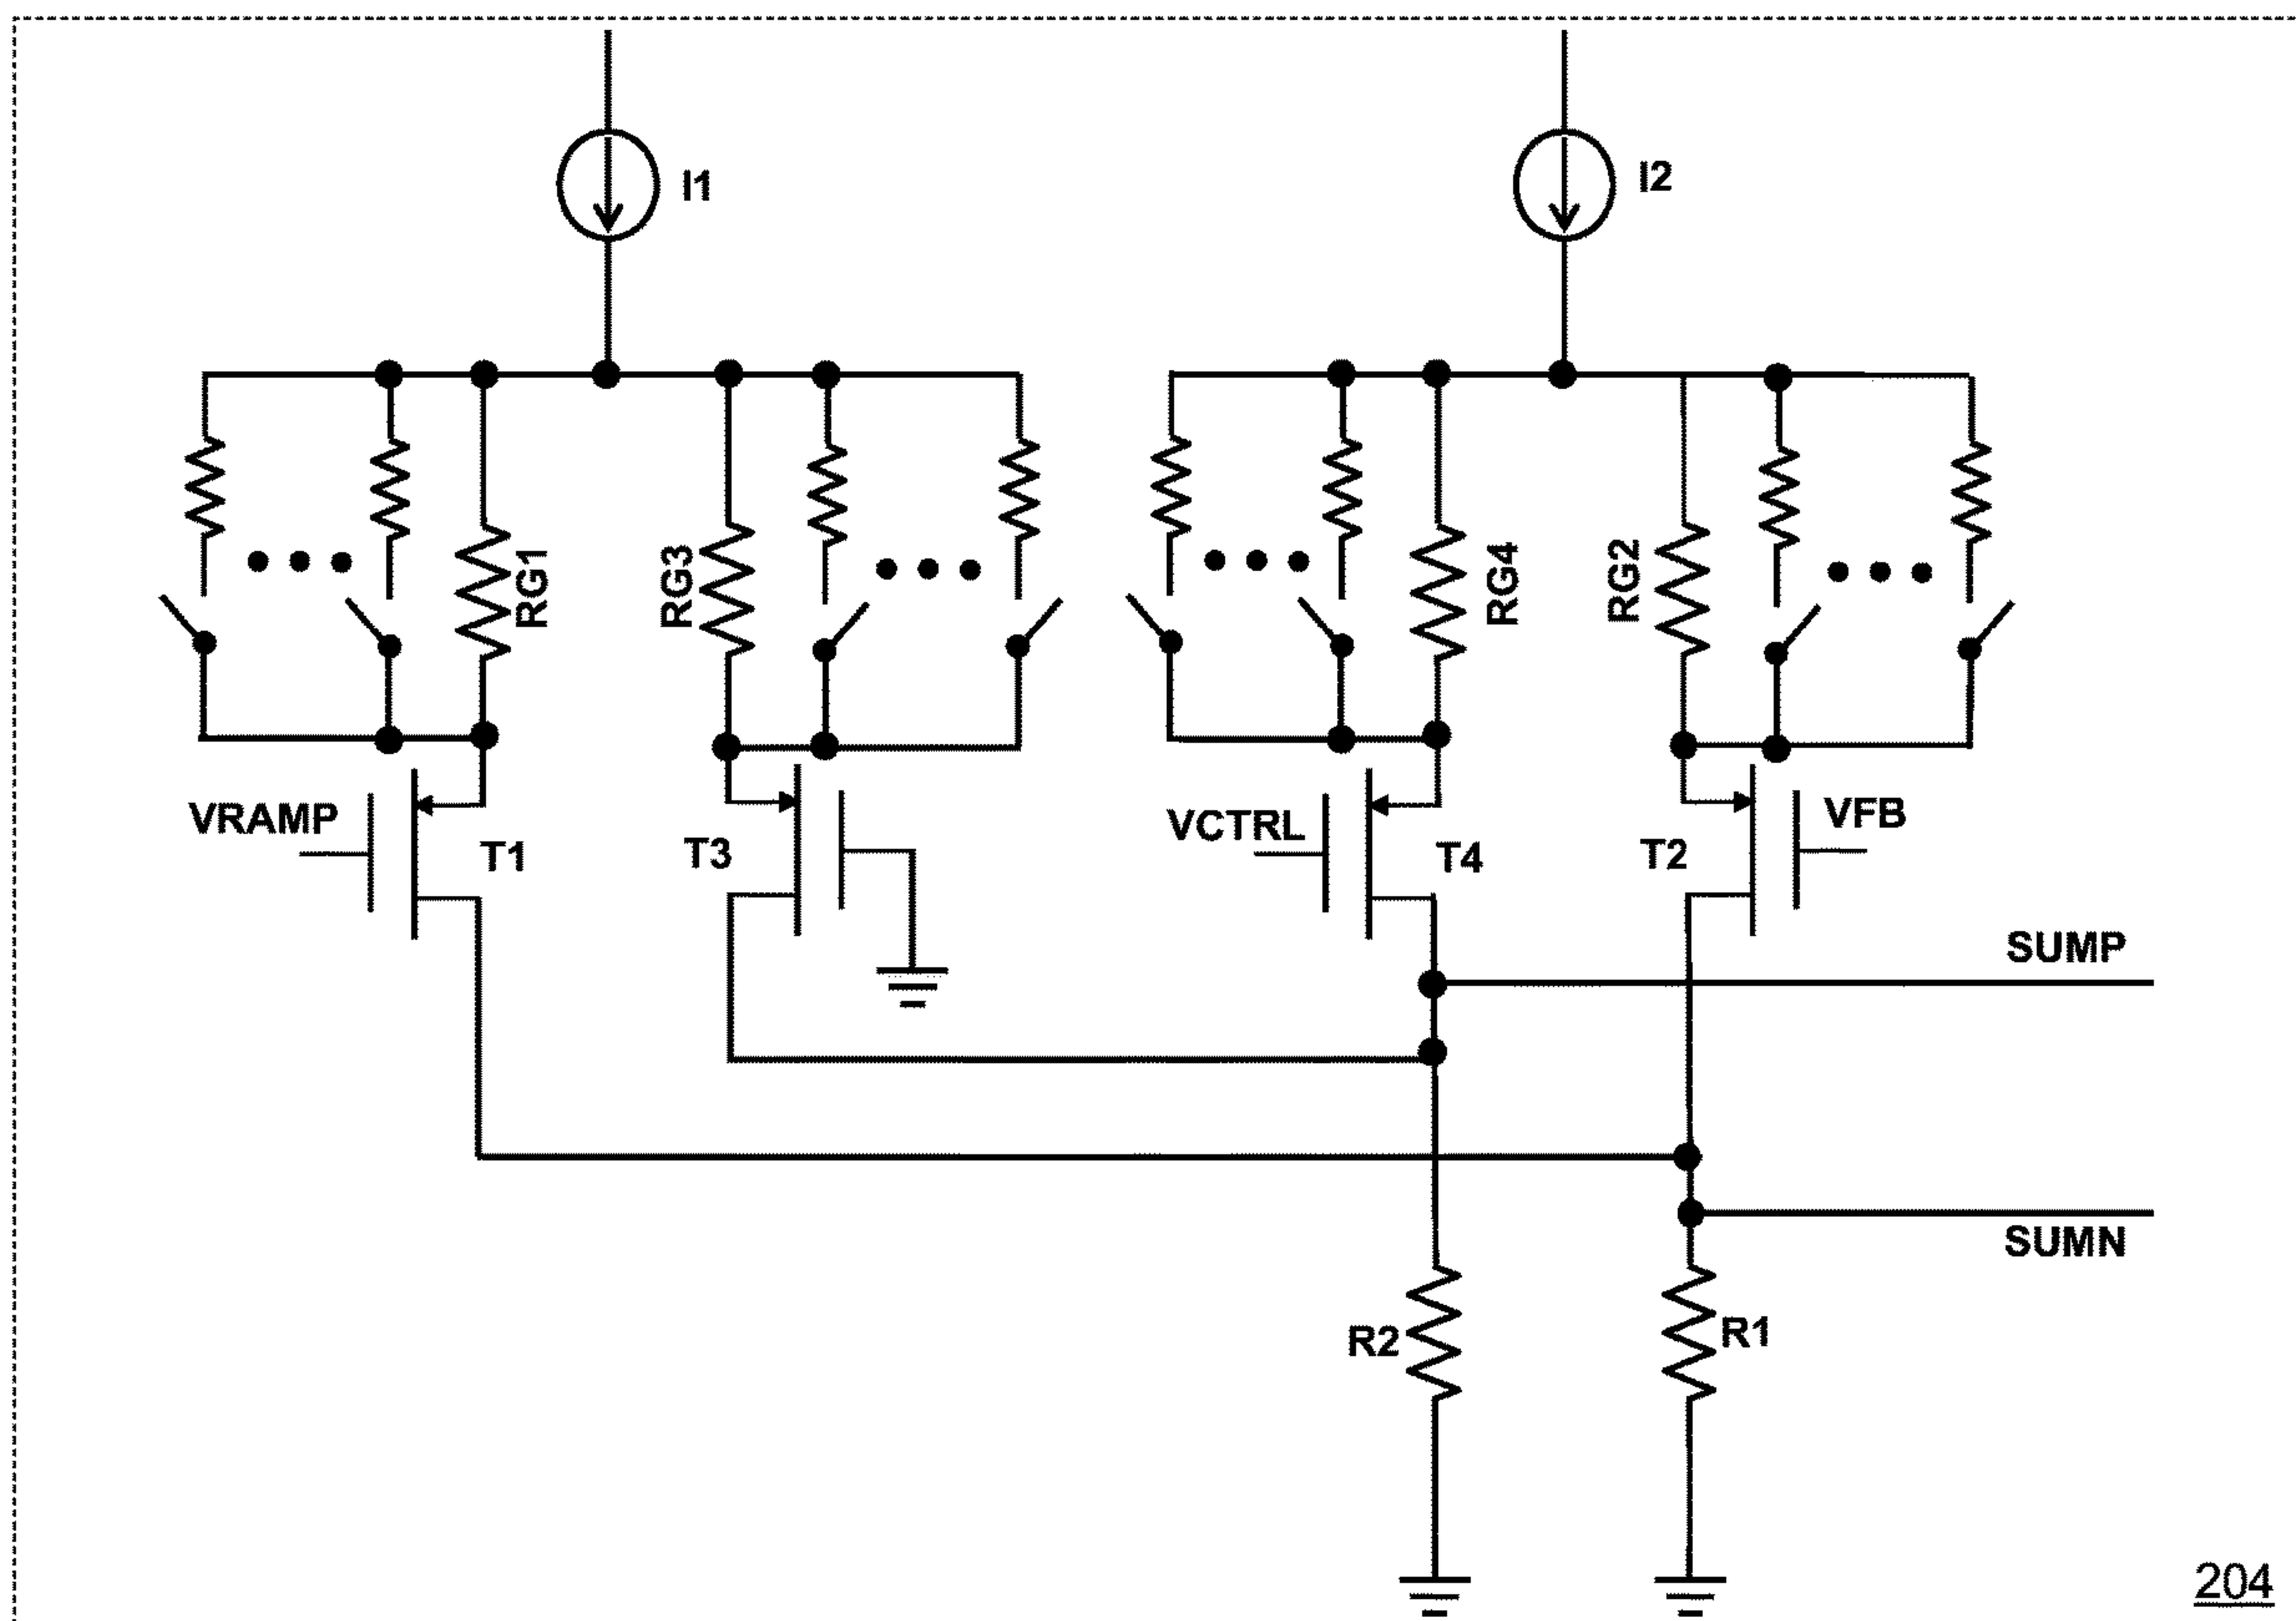 I1
I2
RG1
RG3
RG4
RG2
VRAMP
T1
T3
VCTRL
T4
T2
VFB
SUMP
SUMN
R2
R1
204